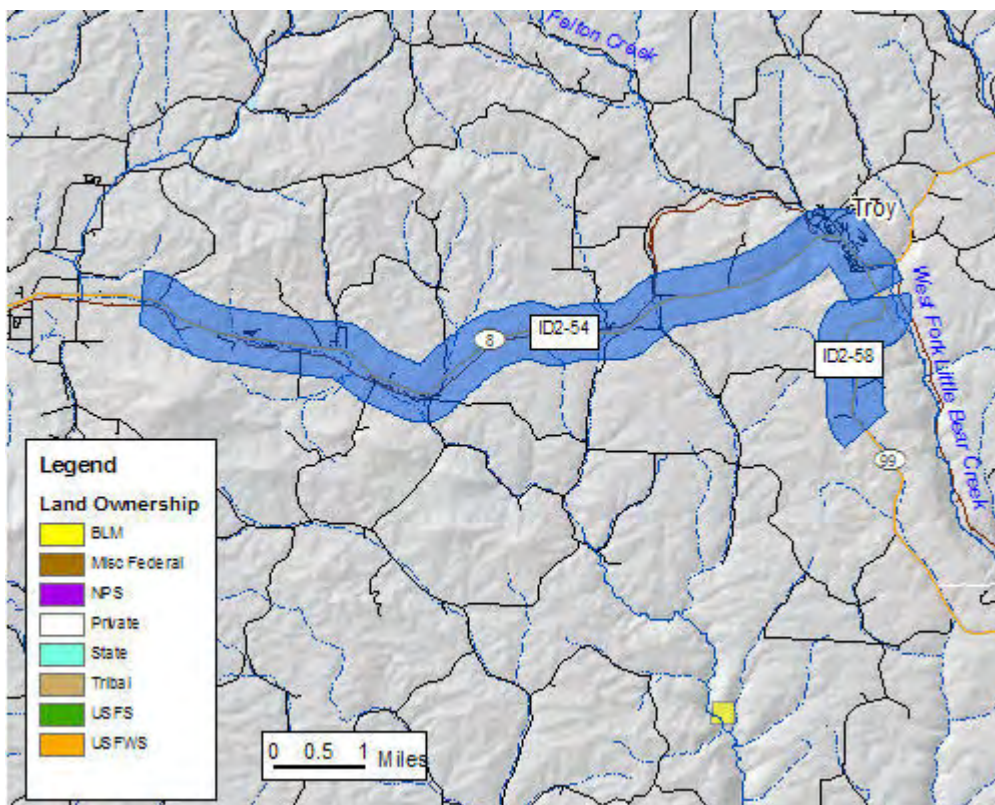 Felton Creek
Troy
8
ID2-54
ID2-58
West Fork Little Bear Creek
99
Legend
Land Ownership
BLM
Misc Federal
NPS
Private
State
Tribal
USFS
USFWS
0 0.5 1 Miles